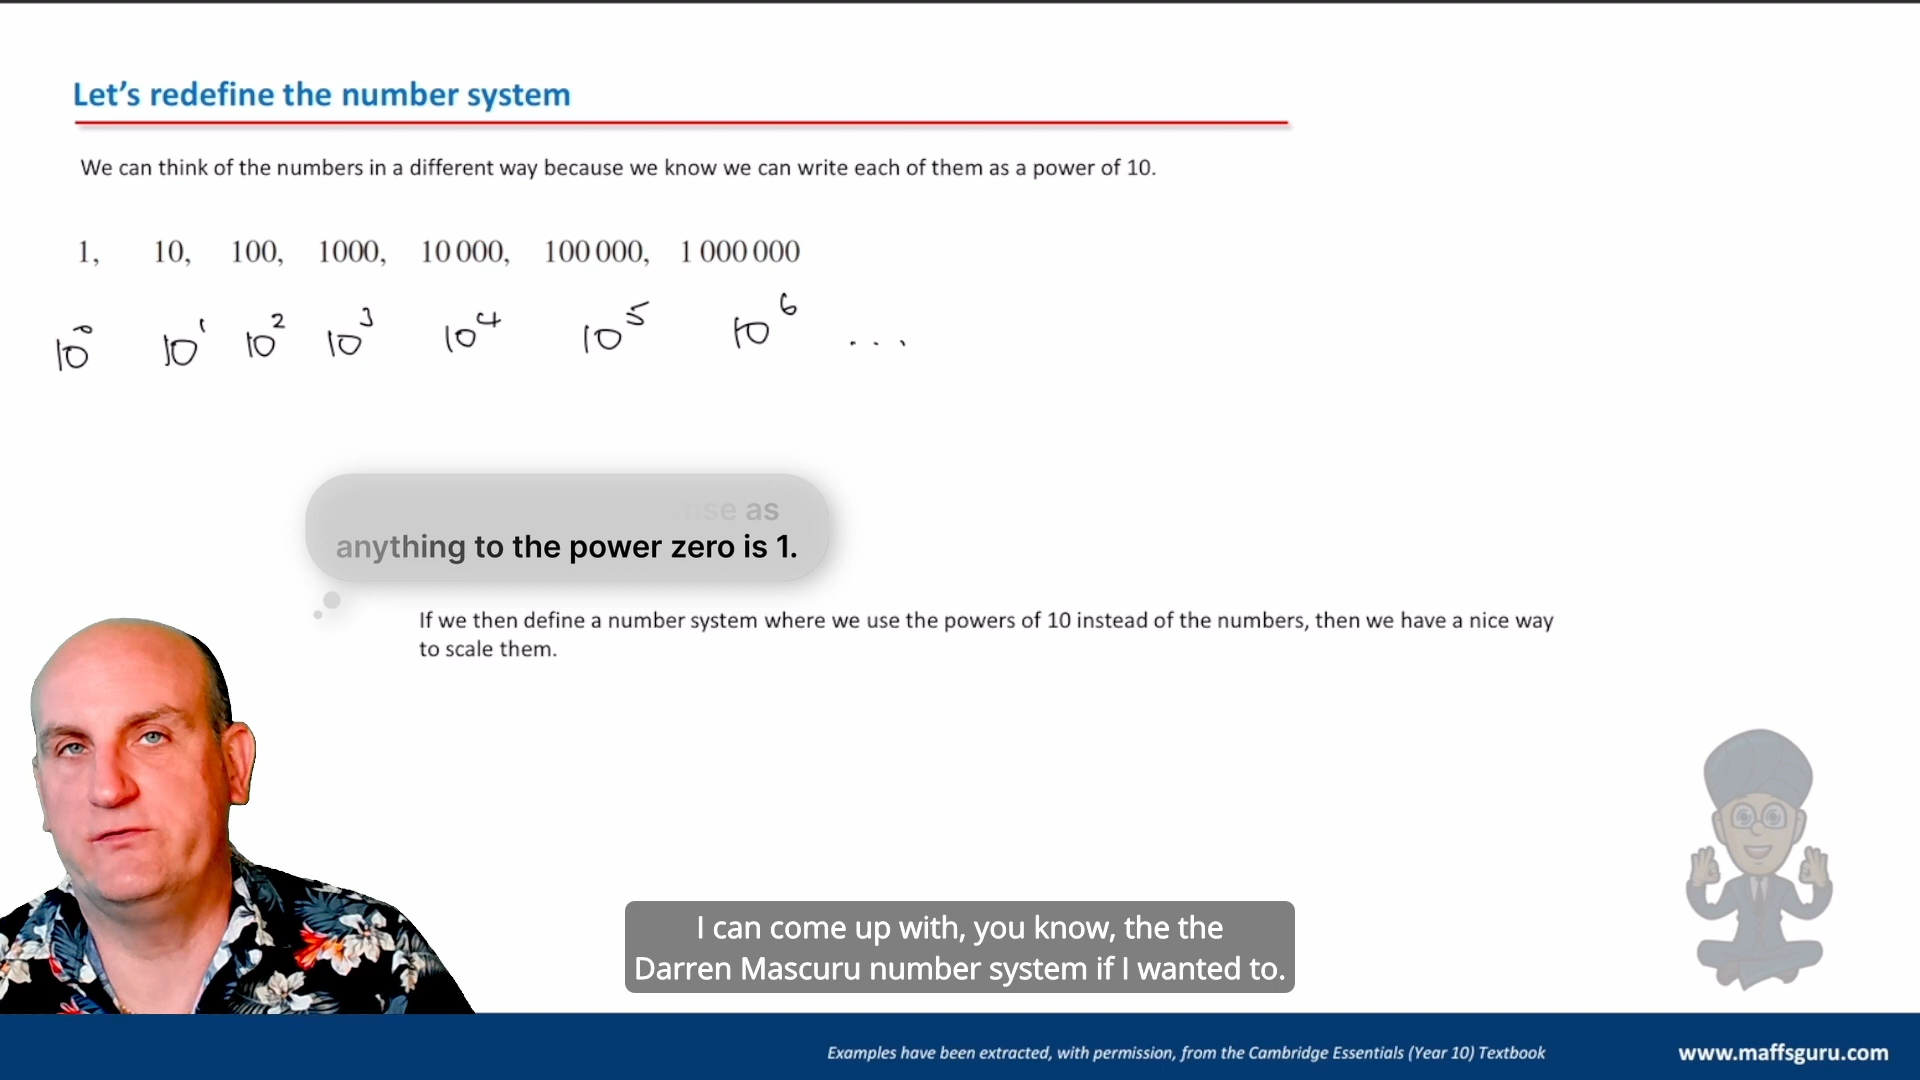 Let's redefine the number system
We can think of the numbers in a different way because we know we can write each of them as a power of 10.
1, 10, 100, 1000, 10 000, 100 000, 1 000 000
10⁰ 10¹ 10² 10³ 10⁴ 10⁵ 10⁶ ...
se as
anything to the power zero is 1.
If we then define a number system where we use the powers of 10 instead of the numbers, then we have a nice way
to scale them.
I can come up with, you know, the the
Darren Mascuru number system if I wanted to.
Examples have been extracted, with permission, from the Cambridge Essentials (Year 10) Textbook
www.maffsguru.com